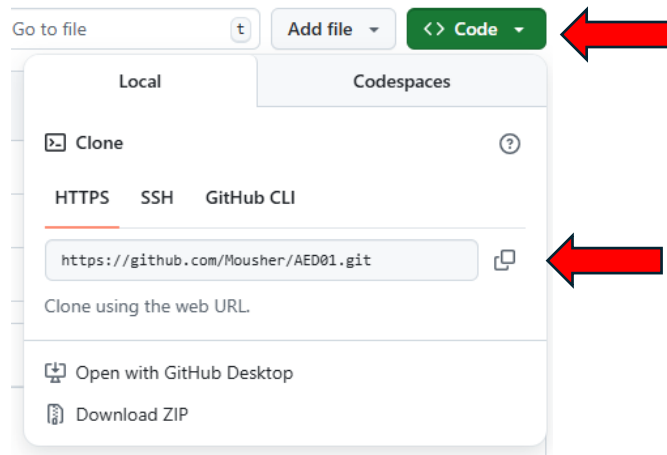 Go to file t Add file <> Code
Local Codespaces
Clone
HTTPS SSH GitHub CLI
https://github.com/Mousher/AED01.git
Clone using the web URL.
Open with GitHub Desktop
Download ZIP